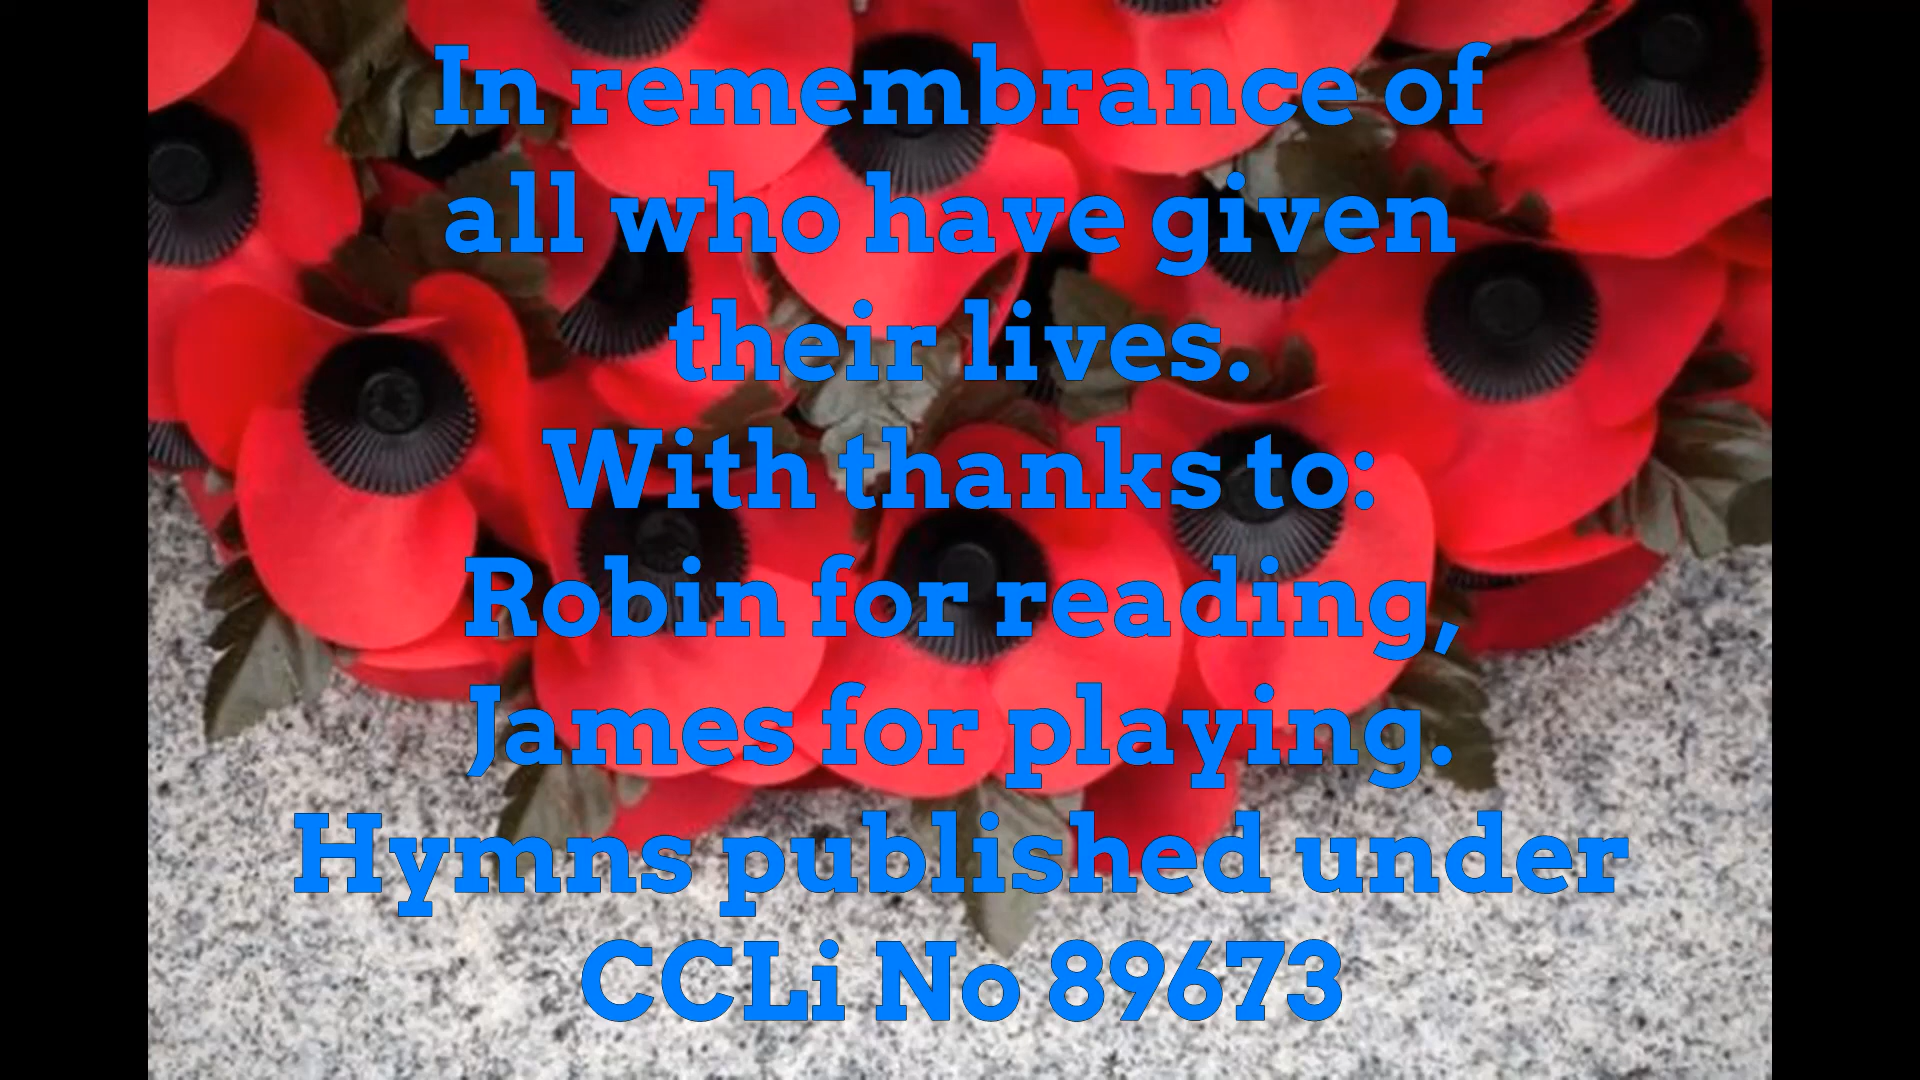 In remembrance of
all who have given
their lives.
With thanks to:
Robin for reading,
James for playing.
Hymns published under
CCLi No 89673